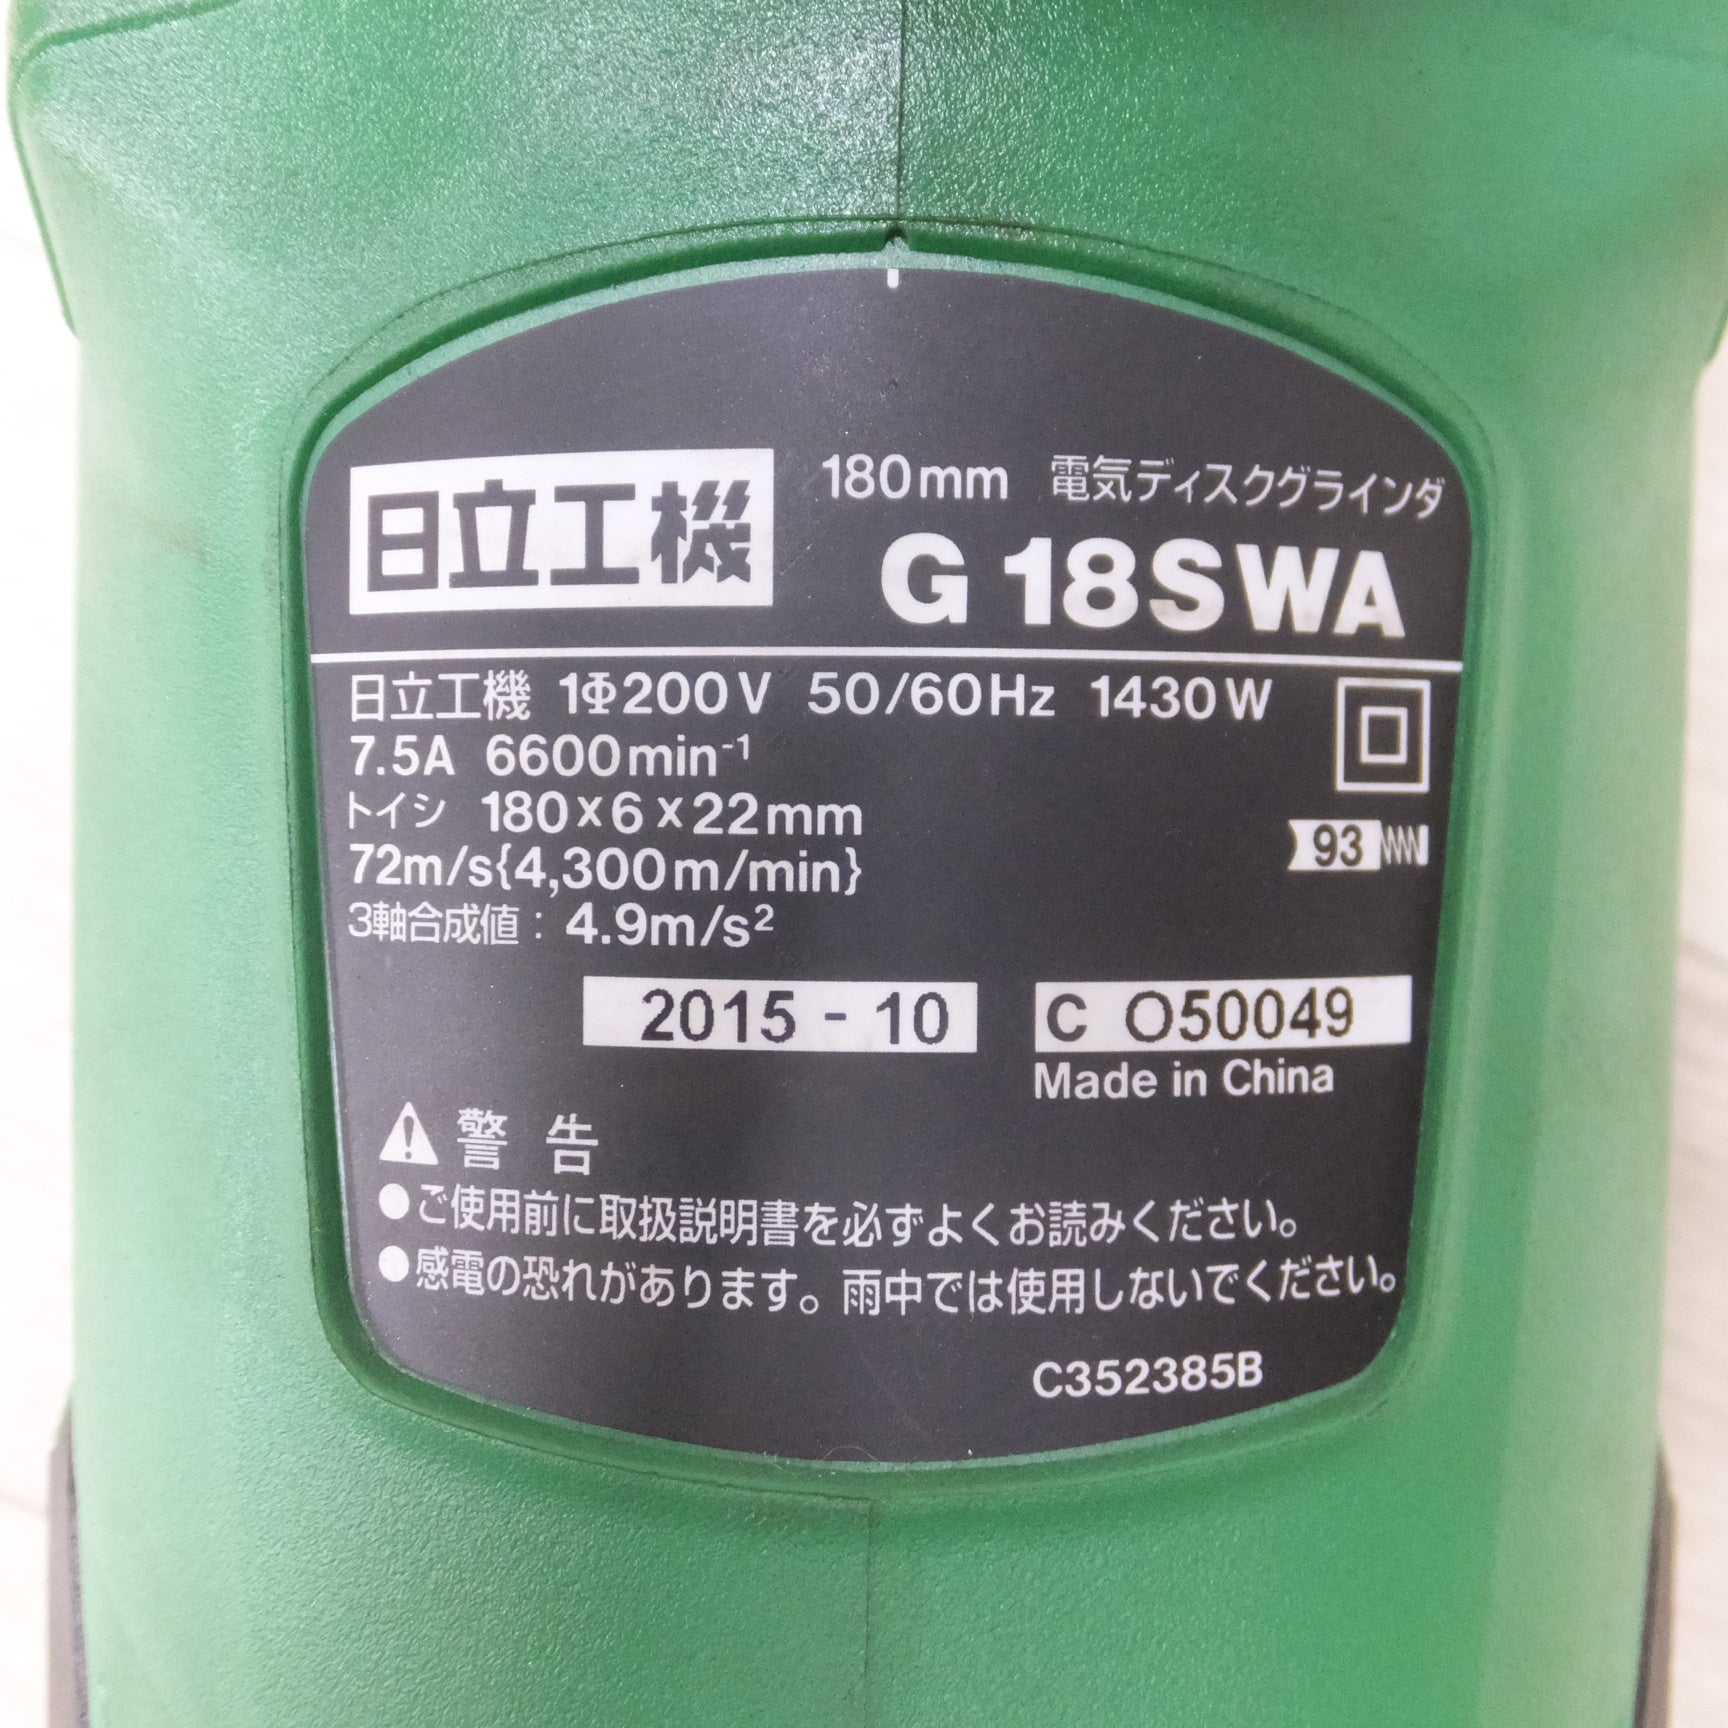 日立工機
180mm 電気ディスクグラインダ
G18SWA
日立工機 1Φ200V 50/60Hz 1430W
7.5A 6600min⁻¹
トイシ 180×6×22mm
93
72m/s{4,300m/min}
3軸合成値：4.9m/s²
2015 - 10
C O50049
Made in China
警告
●ご使用前に取扱説明書を必ずよくお読みください。
●感電の恐れがあります。雨中では使用しないでください。
C352385B